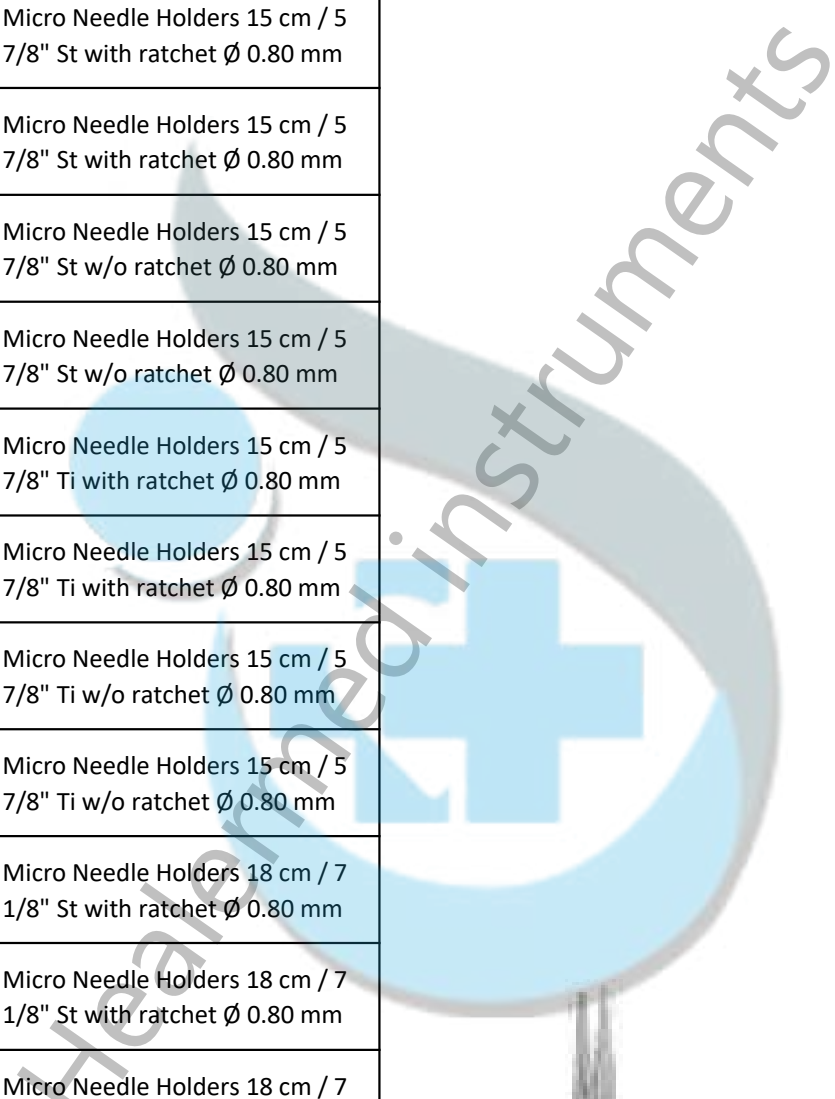 Micro Needle Holders 15 cm / 5
7/8" St with ratchet Ø 0.80 mm
Micro Needle Holders 15 cm / 5
7/8" St with ratchet Ø 0.80 mm
Micro Needle Holders 15 cm / 5
7/8" St w/o ratchet Ø 0.80 mm
Micro Needle Holders 15 cm / 5
7/8" St w/o ratchet Ø 0.80 mm
Micro Needle Holders 15 cm / 5
7/8" Ti with ratchet Ø 0.80 mm
Micro Needle Holders 15 cm / 5
7/8" Ti with ratchet Ø 0.80 mm
Micro Needle Holders 15 cm / 5
7/8" Ti w/o ratchet Ø 0.80 mm
Micro Needle Holders 15 cm / 5
7/8" Ti w/o ratchet Ø 0.80 mm
Micro Needle Holders 18 cm / 7
1/8" St with ratchet Ø 0.80 mm
Micro Needle Holders 18 cm / 7
1/8" St with ratchet Ø 0.80 mm
Micro Needle Holders 18 cm / 7
Healermed instruments